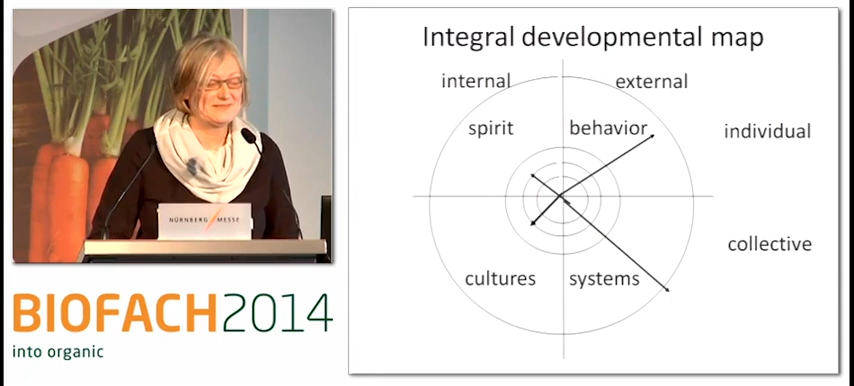 NÜRNBERG MESSE
BIOFACH2014
into organic
Integral developmental map
internal external
spirit behavior individual
collective
cultures systems